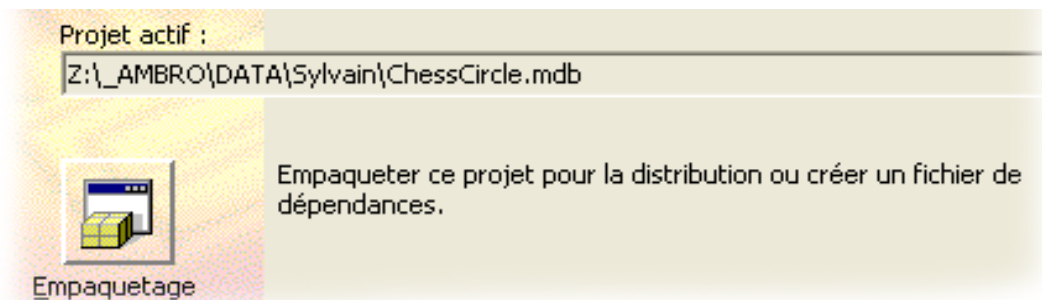 Projet actif :
Z:\_AMBRO\DATA\Sylvain\ChessCircle.mdb
Empaqueter ce projet pour la distribution ou créer un fichier de
dépendances.
Empaquetage